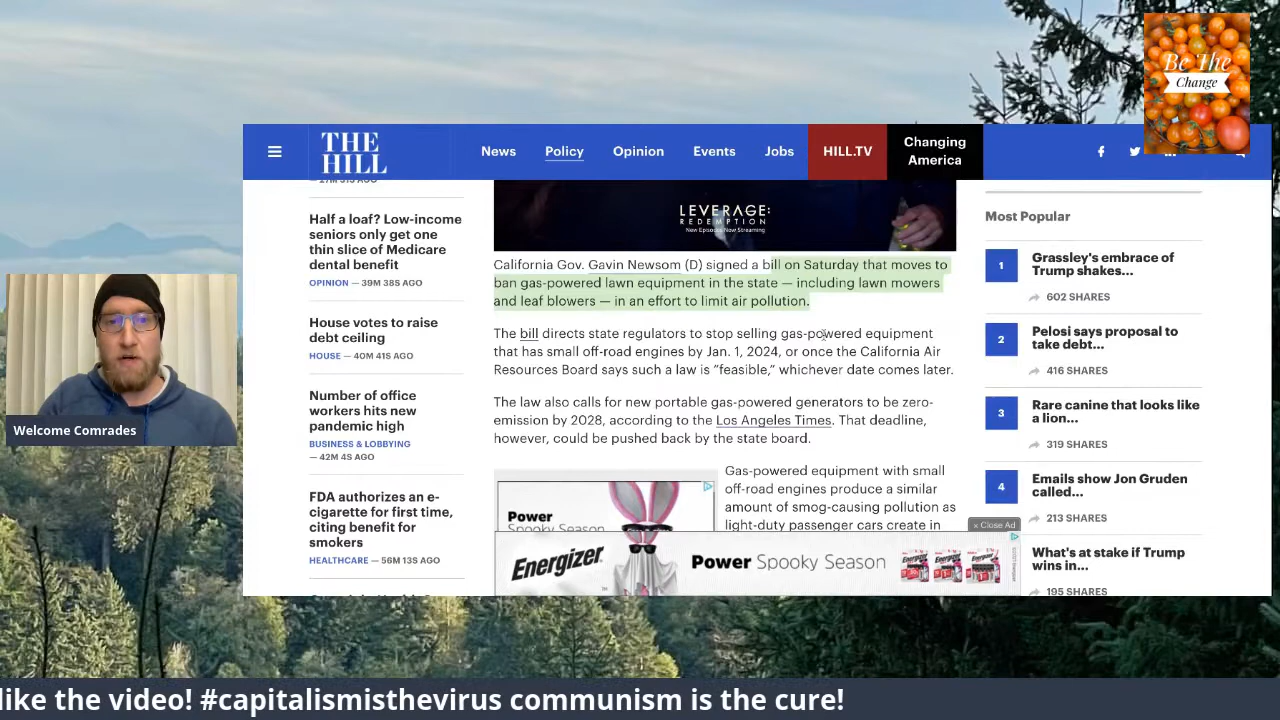 Be The
Change
THE
HILL
News
Policy
Opinion
Events
Jobs
HILL.TV
Changing
America
Half a loaf? Low-income
seniors only get one
thin slice of Medicare
dental benefit
OPINION — 39M 38S AGO
House votes to raise
debt ceiling
HOUSE — 40M 41S AGO
Number of office
workers hits new
pandemic high
BUSINESS & LOBBYING
— 42M 4S AGO
FDA authorizes an e-
cigarette for first time,
citing benefit for
smokers
HEALTHCARE — 56M 13S AGO
LEVERAGE:
REDEMPTION
New Episodes Now Streaming
California Gov. Gavin Newsom (D) signed a bill on Saturday that moves to
ban gas-powered lawn equipment in the state — including lawn mowers
and leaf blowers — in an effort to limit air pollution.
The bill directs state regulators to stop selling gas-powered equipment
that has small off-road engines by Jan. 1, 2024, or once the California Air
Resources Board says such a law is "feasible," whichever date comes later.
The law also calls for new portable gas-powered generators to be zero-
emission by 2028, according to the Los Angeles Times. That deadline,
however, could be pushed back by the state board.
Gas-powered equipment with small
off-road engines produce a similar
amount of smog-causing pollution as
light-duty passenger cars create in
Power
Spooky Season
× Close Ad
Energizer
Power Spooky Season
Most Popular
1
Grassley's embrace of
Trump shakes...
602 SHARES
2
Pelosi says proposal to
take debt...
416 SHARES
3
Rare canine that looks like
a lion...
319 SHARES
4
Emails show Jon Gruden
called...
213 SHARES
What's at stake if Trump
wins in...
195 SHARES
Welcome Comrades
like the video! #capitalismisthevirus communism is the cure!